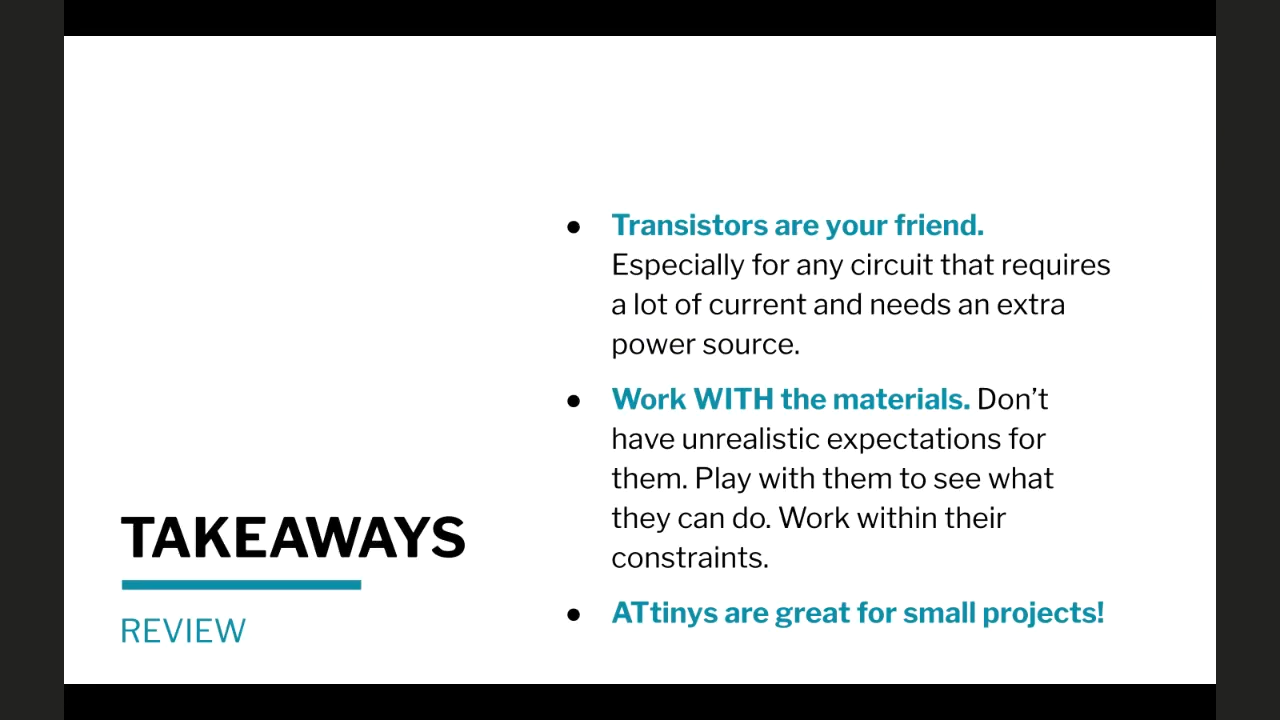 TAKEAWAYS
REVIEW
● Transistors are your friend.
Especially for any circuit that requires
a lot of current and needs an extra
power source.
● Work WITH the materials. Don’t
have unrealistic expectations for
them. Play with them to see what
they can do. Work within their
constraints.
● ATtinys are great for small projects!